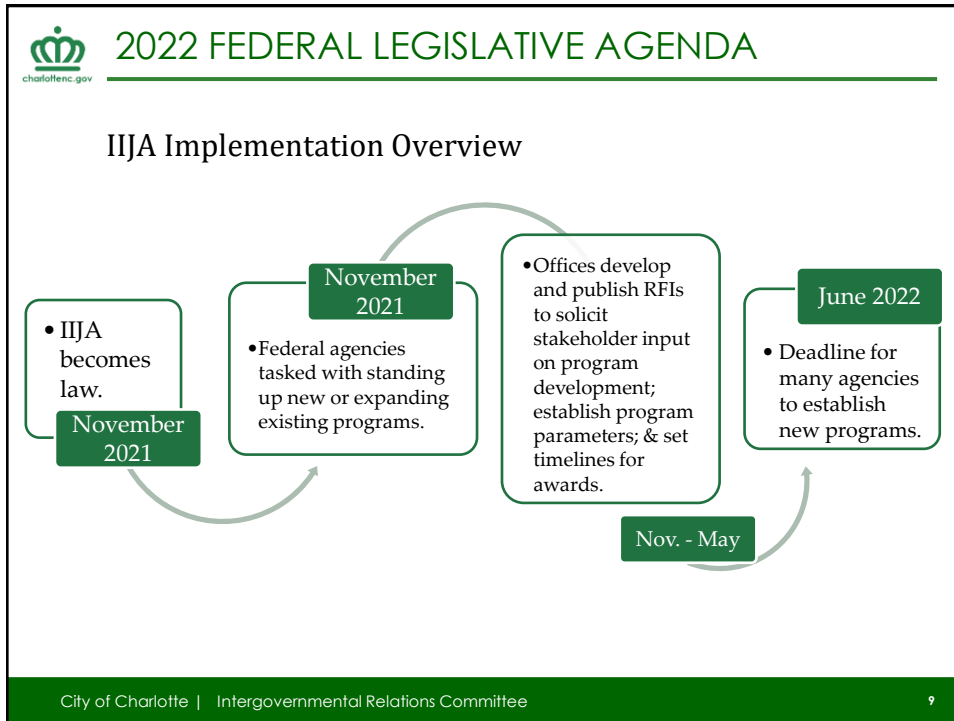 2022 FEDERAL LEGISLATIVE AGENDA
charlottenc.gov
IIJA Implementation Overview
• IIJA
becomes
law.
November
2021
November
2021
•Federal agencies
tasked with standing
up new or expanding
existing programs.
•Offices develop
and publish RFIs
to solicit
stakeholder input
on program
development;
establish program
parameters; & set
timelines for
awards.
Nov. - May
June 2022
• Deadline for
many agencies
to establish
new programs.
City of Charlotte | Intergovernmental Relations Committee
9